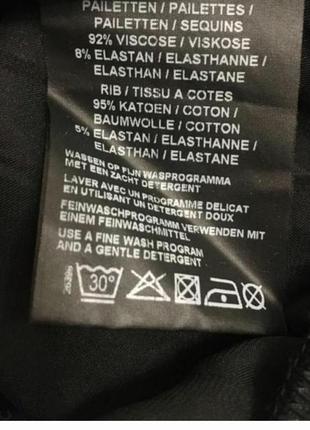 PAILETTEN / PAILETTES /
PAILLETTEN / SEQUINS
92% VISCOSE / VISKOSE
8% ELASTAN / ELASTHANNE /
ELASTHAN / ELASTANE
RIB / TISSU A COTES
95% KATOEN / COTON /
BAUMWOLLE / COTTON
5% ELASTAN / ELASTHANNE /
ELASTHAN / ELASTANE
WASSEN OP FIJN WASPROGRAMMA
MET EEN ZACHT DETERGENT
LAVER AVEC UN PROGRAMME DELICAT
EN UTILISANT UN DETERGENT DOUX
FEINWASCHPROGRAMM VERWENDEN MIT
EINEM FEINWASCHMITTEL
USE A FINE WASH PROGRAM
AND A GENTLE DETERGENT
30°